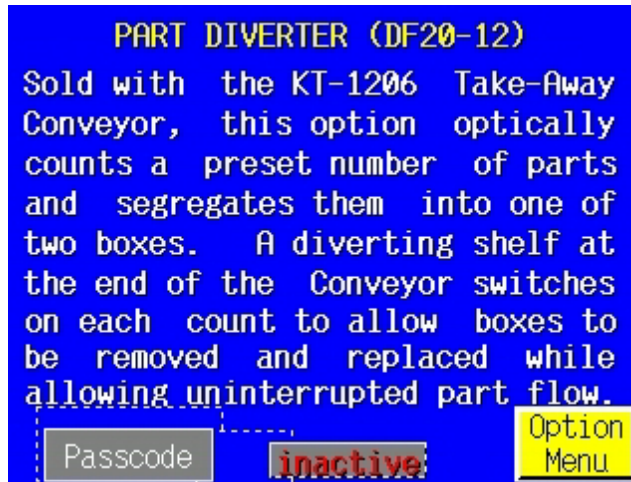 PART DIVERTER (DF20-12)
Sold with the KT-1206 Take-Away
Conveyor, this option optically
counts a preset number of parts
and segregates them into one of
two boxes. A diverting shelf at
the end of the Conveyor switches
on each count to allow boxes to
be removed and replaced while
allowing uninterrupted part flow.
Passcode
inactive
Option
Menu